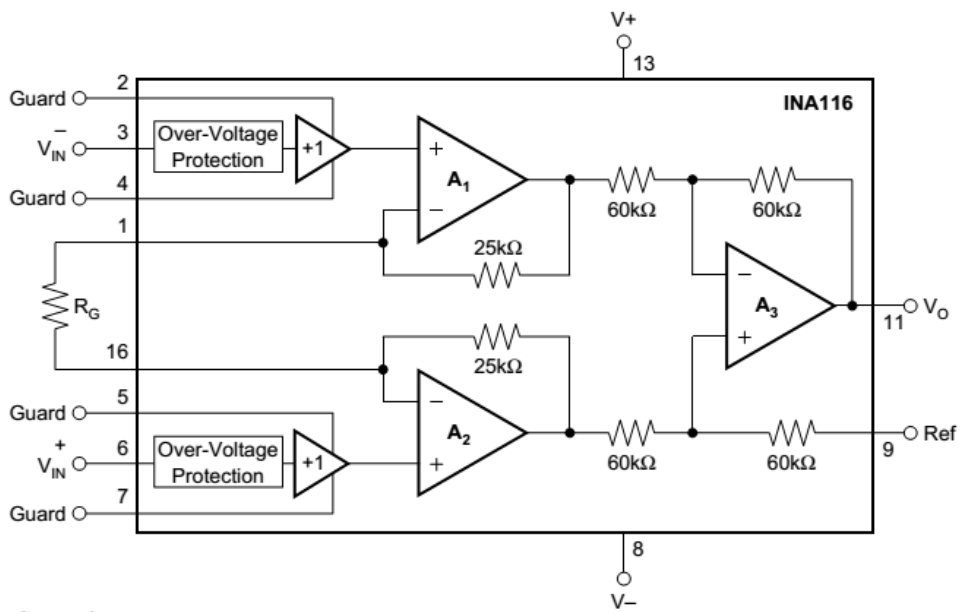 V+
13
INA116
2
Guard
3
V⁻IN
Over-Voltage
Protection
+1
4
Guard
1
+
A1
−
25kΩ
60kΩ
60kΩ
RG
−
A3
+
11
VO
16
25kΩ
5
Guard
6
V⁺IN
Over-Voltage
Protection
+1
7
Guard
−
A2
+
60kΩ
60kΩ
9
Ref
8
V–